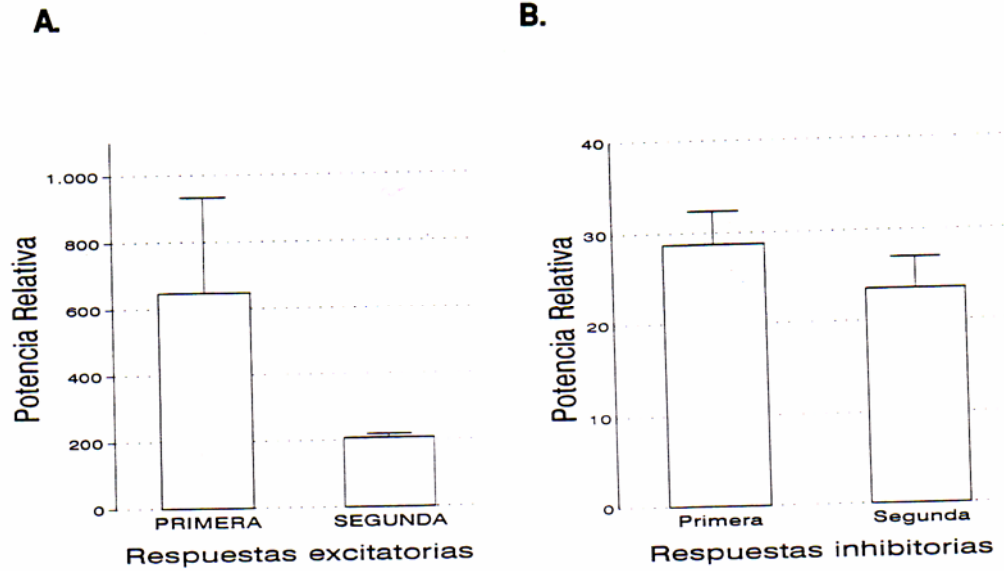 A.
Potencia Relativa
1.000
800
600
400
200
0
PRIMERA
SEGUNDA
Respuestas excitatorias
B.
Potencia Relativa
40
30
20
10
0
Primera
Segunda
Respuestas inhibitorias